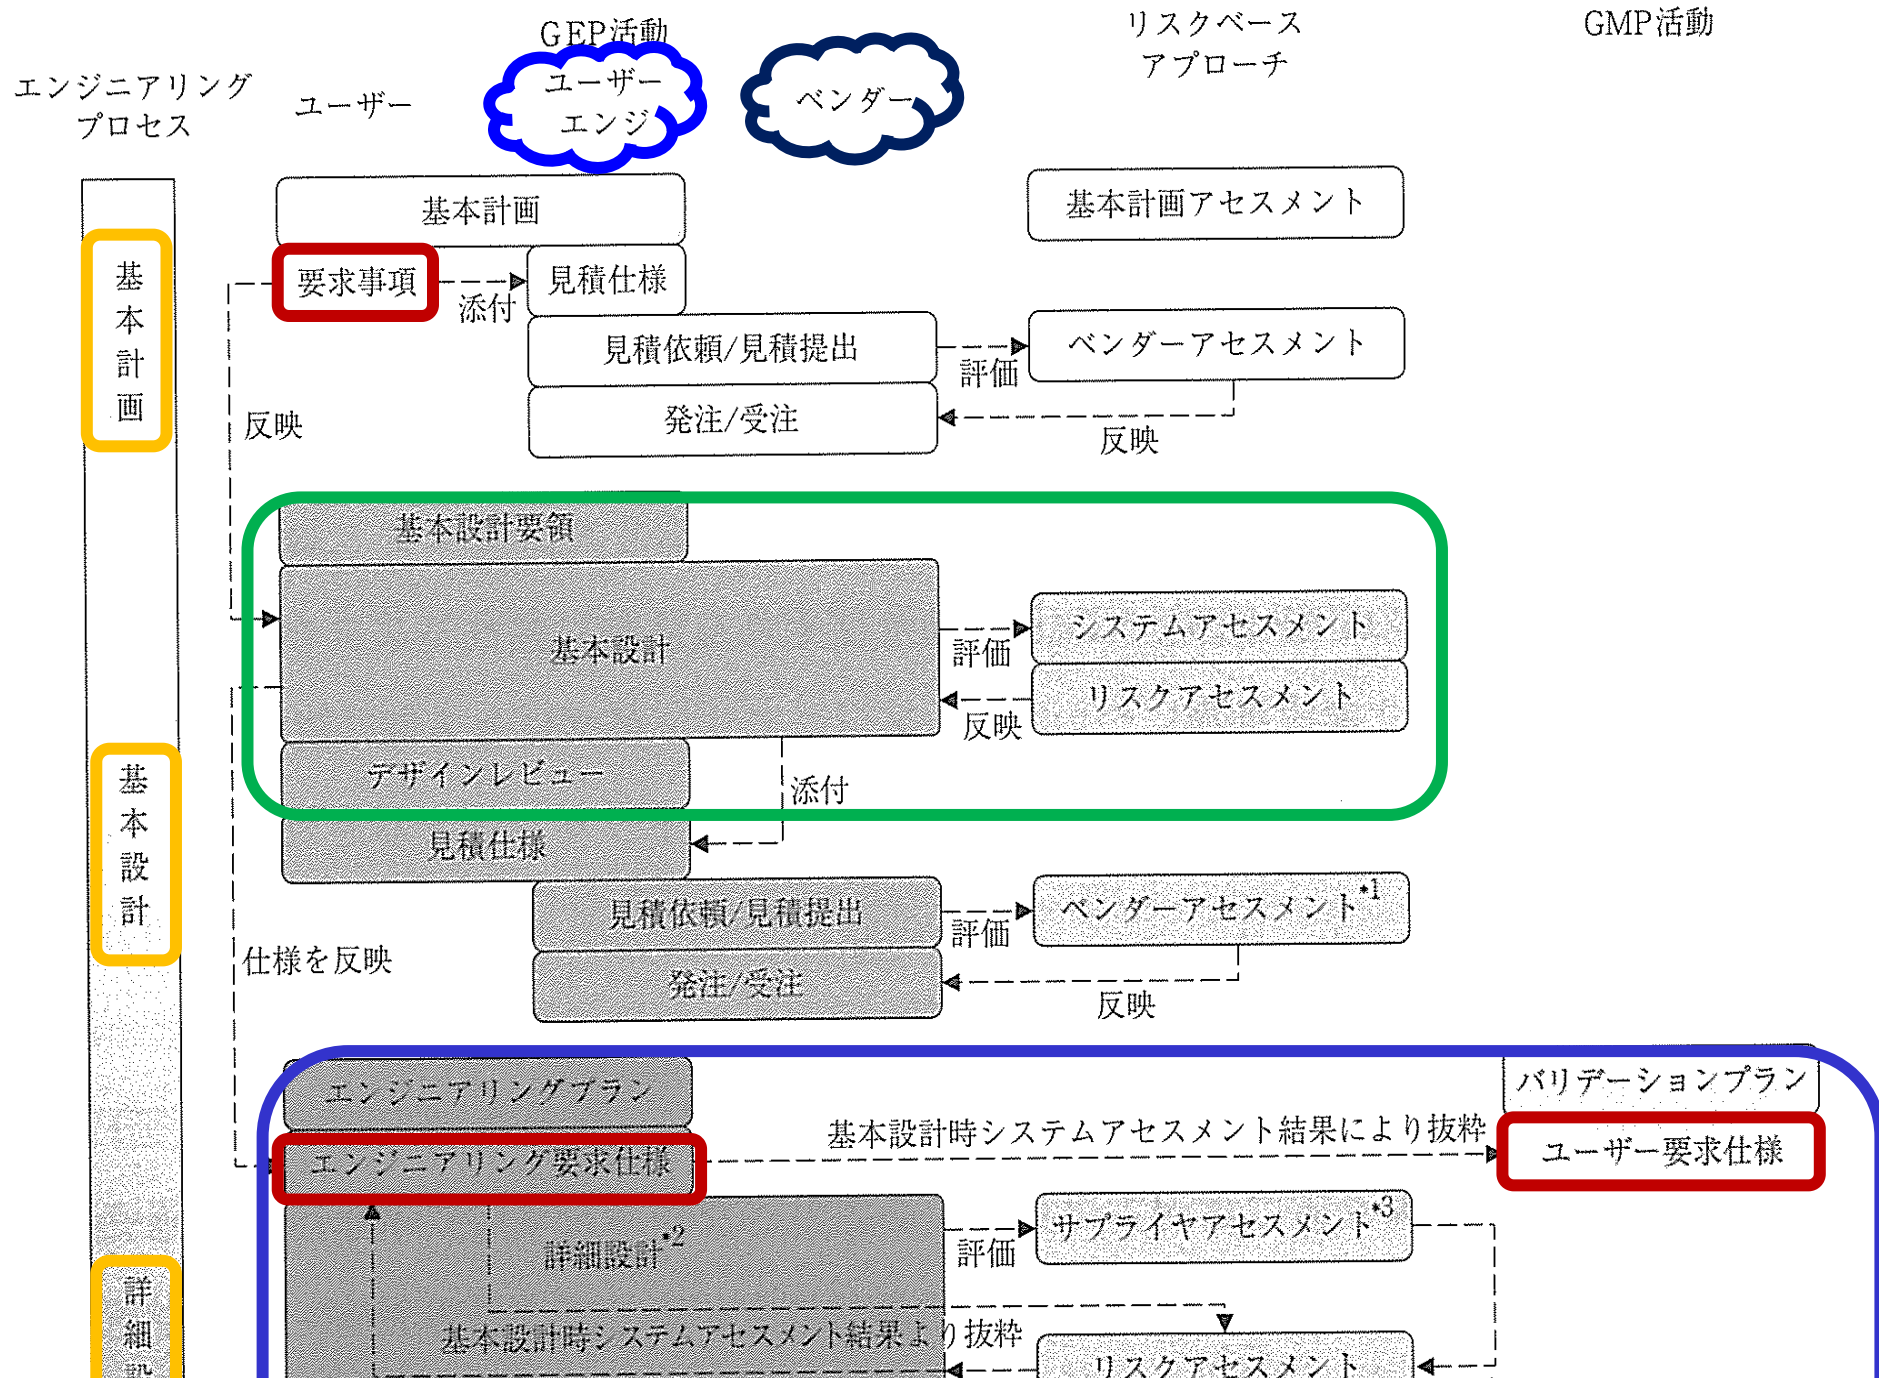 GEP活動
リスクベース
アプローチ
GMP活動
エンジニアリング
プロセス
ユーザー
ユーザー
エンジ
ベンダー
基本計画
基本計画
基本計画アセスメント
要求事項
添付
見積仕様
見積依頼/見積提出
評価
ベンダーアセスメント
発注/受注
反映
反映
基本設計
基本設計要領
基本設計
評価
システムアセスメント
反映
リスクアセスメント
デザインレビュー
添付
見積仕様
見積依頼/見積提出
評価
ベンダーアセスメント*1
発注/受注
反映
仕様を反映
エンジニアリングプラン
バリデーションプラン
エンジニアリング要求仕様
基本設計時システムアセスメント結果により抜粋
ユーザー要求仕様
詳細設
詳細設計*2
評価
サプライヤアセスメント*3
基本設計時システムアセスメント結果より抜粋
リスクアセスメント